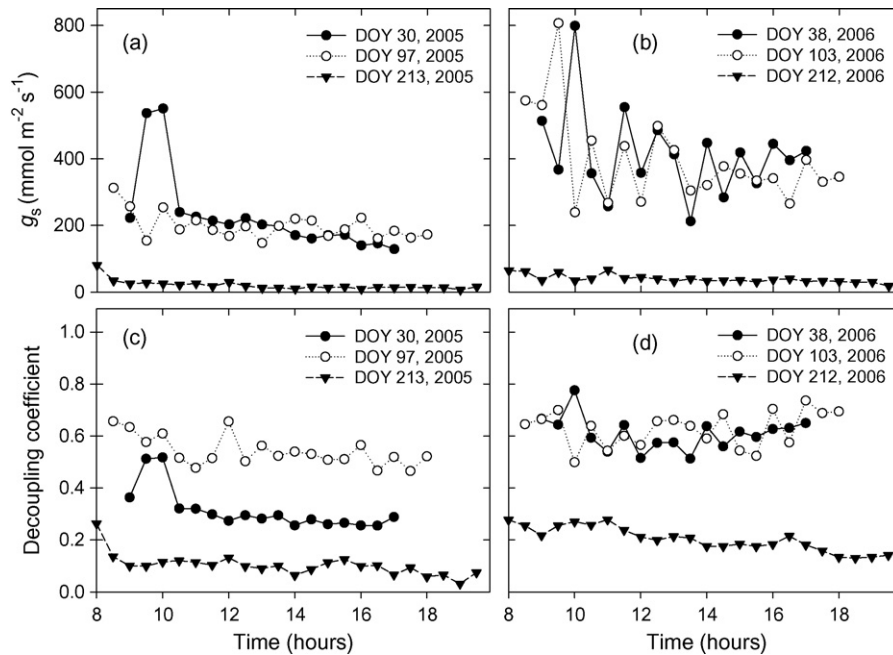 (a)
DOY 30, 2005
DOY 97, 2005
DOY 213, 2005
(b)
DOY 38, 2006
DOY 103, 2006
DOY 212, 2006
800
600
400
200
0
gs (mmol m⁻² s⁻¹)
(c)
DOY 30, 2005
DOY 97, 2005
DOY 213, 2005
(d)
DOY 38, 2006
DOY 103, 2006
DOY 212, 2006
1.0
0.8
0.6
0.4
0.2
0.0
Decoupling coefficient
8 10 12 14 16 18
8 10 12 14 16 18
Time (hours)
Time (hours)